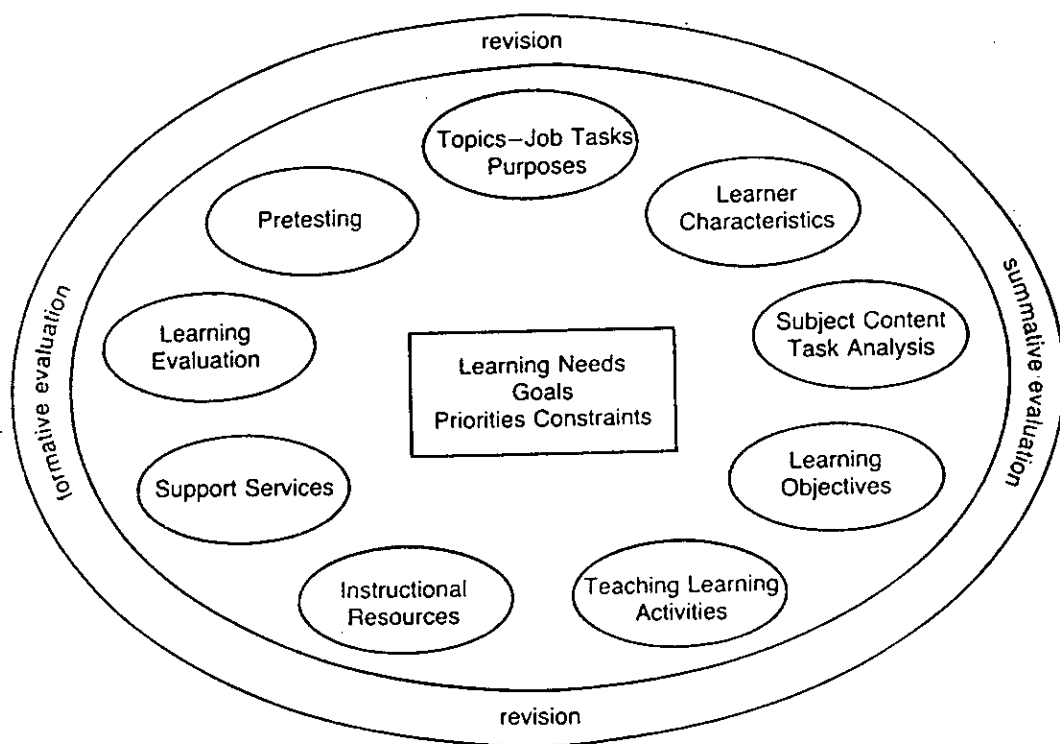 revision
Topics–Job Tasks
Purposes
Learner
Characteristics
Pretesting
Subject Content
Task Analysis
Learning
Evaluation
Learning Needs
Goals
Priorities Constraints
formative evaluation
summative evaluation
Learning
Objectives
Support Services
Teaching Learning
Activities
Instructional
Resources
revision